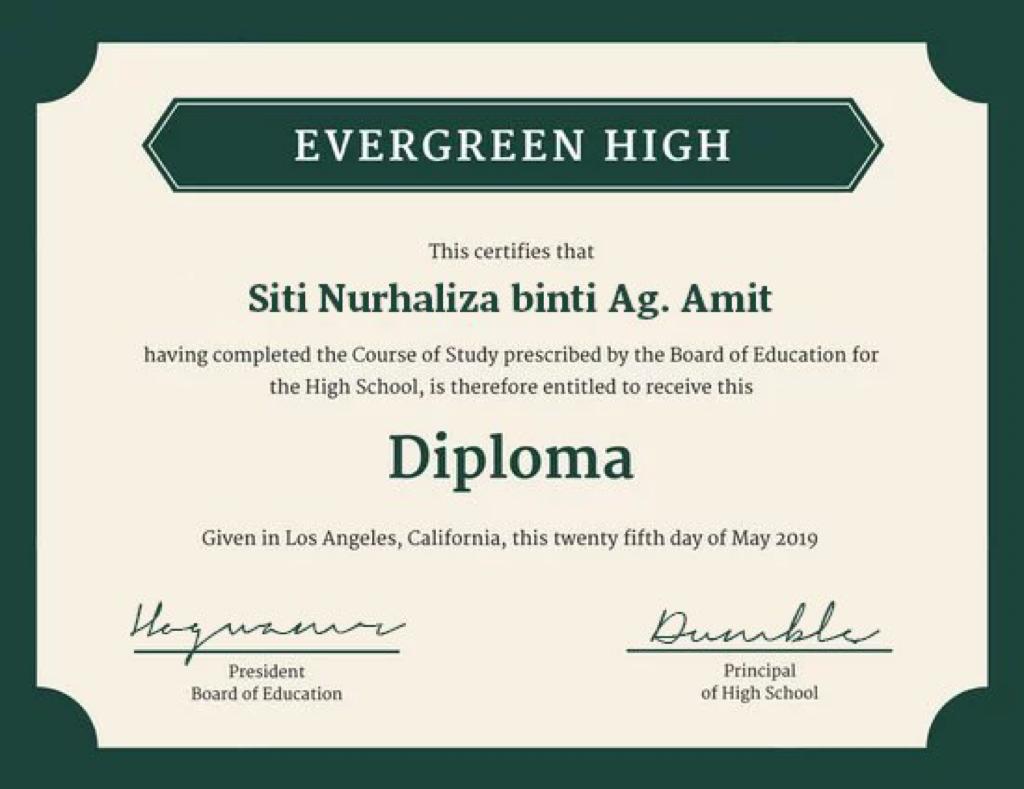 EVERGREEN HIGH
This certifies that
Siti Nurhaliza binti Ag. Amit
having completed the Course of Study prescribed by the Board of Education for
the High School, is therefore entitled to receive this
Diploma
Given in Los Angeles, California, this twenty fifth day of May 2019
Dumble
President
Board of Education
Principal
of High School